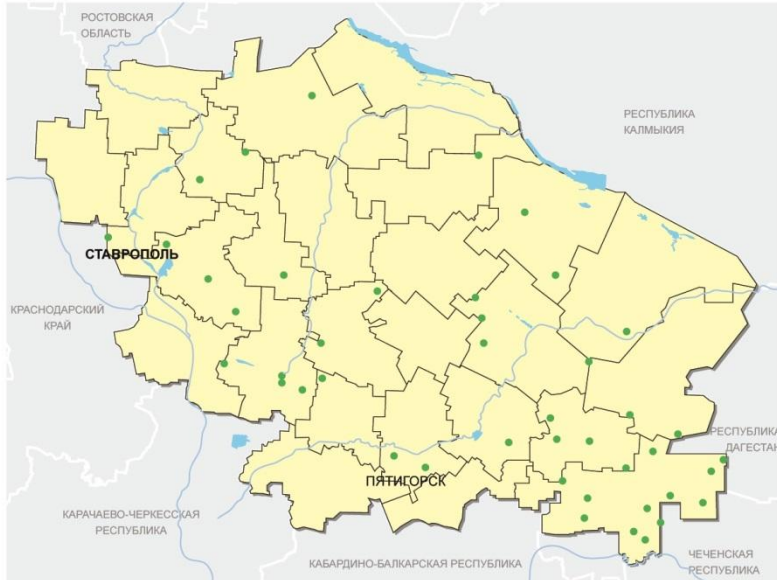 РОСТОВСКАЯ
ОБЛАСТЬ
РЕСПУБЛИКА
КАЛМЫКИЯ
СТАВРОПОЛЬ
КРАСНОДАРСКИЙ
КРАЙ
РЕСПУБЛИКА
ДАГЕСТАН
ПЯТИГОРСК
КАРАЧАЕВО-ЧЕРКЕССКАЯ
РЕСПУБЛИКА
КАБАРДИНО-БАЛКАРСКАЯ РЕСПУБЛИКА
ЧЕЧЕНСКАЯ
РЕСПУБЛИКА